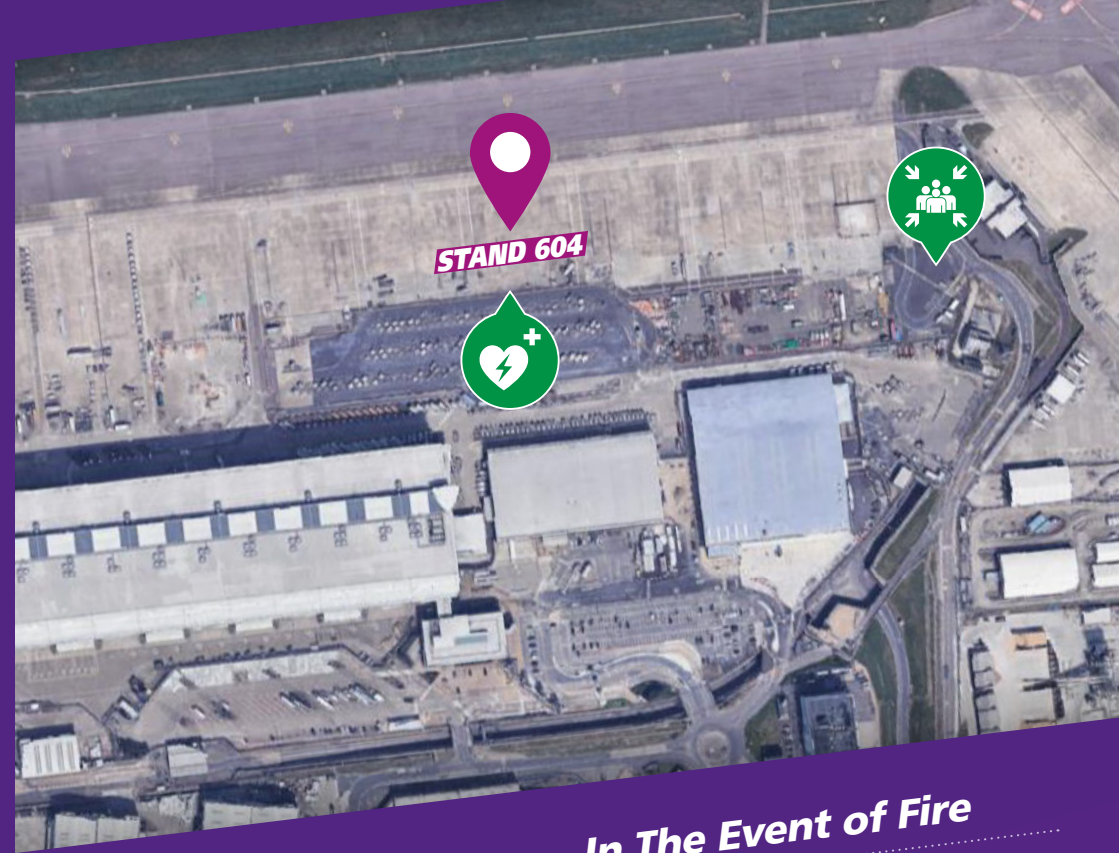 STAND 604
In The Event of Fire